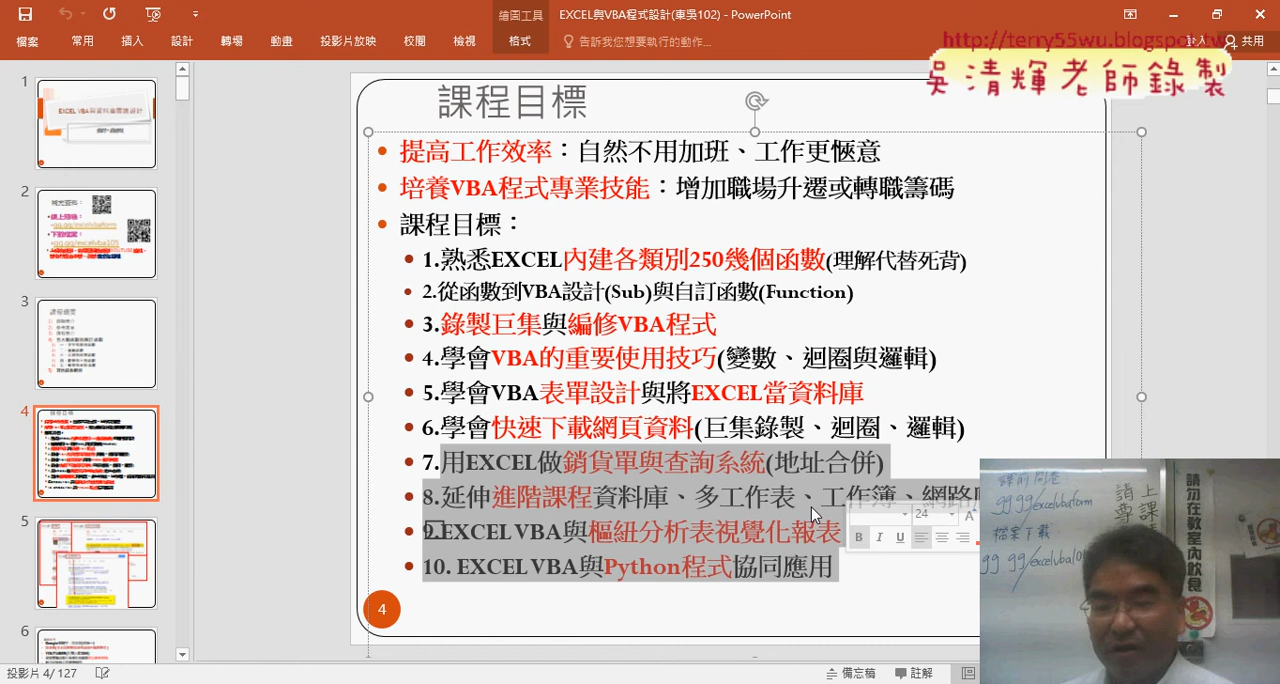 繪圖工具
EXCEL與VBA程式設計(東吳102) - PowerPoint
檔案 常用 插入 設計 轉場 動畫 投影片放映 校閱 檢視 格式 告訴我您想要執行的動作... 登入 共用
http://terry55wu.blogspot.tw
吳清輝老師錄製
1
2
3
4
5
6
課程目標
提高工作效率：自然不用加班、工作更愜意
培養VBA程式專業技能：增加職場升遷或轉職籌碼
課程目標：
1.熟悉EXCEL內建各類別250幾個函數(理解代替死背)
2.從函數到VBA設計(Sub)與自訂函數(Function)
3.錄製巨集與編修VBA程式
4.學會VBA的重要使用技巧(變數、迴圈與邏輯)
5.學會VBA表單設計與將EXCEL當資料庫
6.學會快速下載網頁資料(巨集錄製、迴圈、邏輯)
7.用EXCEL做銷貨單與查詢系統(地址合併)
8.延伸進階課程資料庫、多工作表、工作簿、網路
9.EXCEL VBA與樞紐分析表視覺化報表
10. EXCEL VBA與Python程式協同應用
4
24
B I U
課前問卷
gg.gg/excelvbaform
檔案下載
請上
請勿在教室內飲食
投影片 4/127
備忘稿 註解